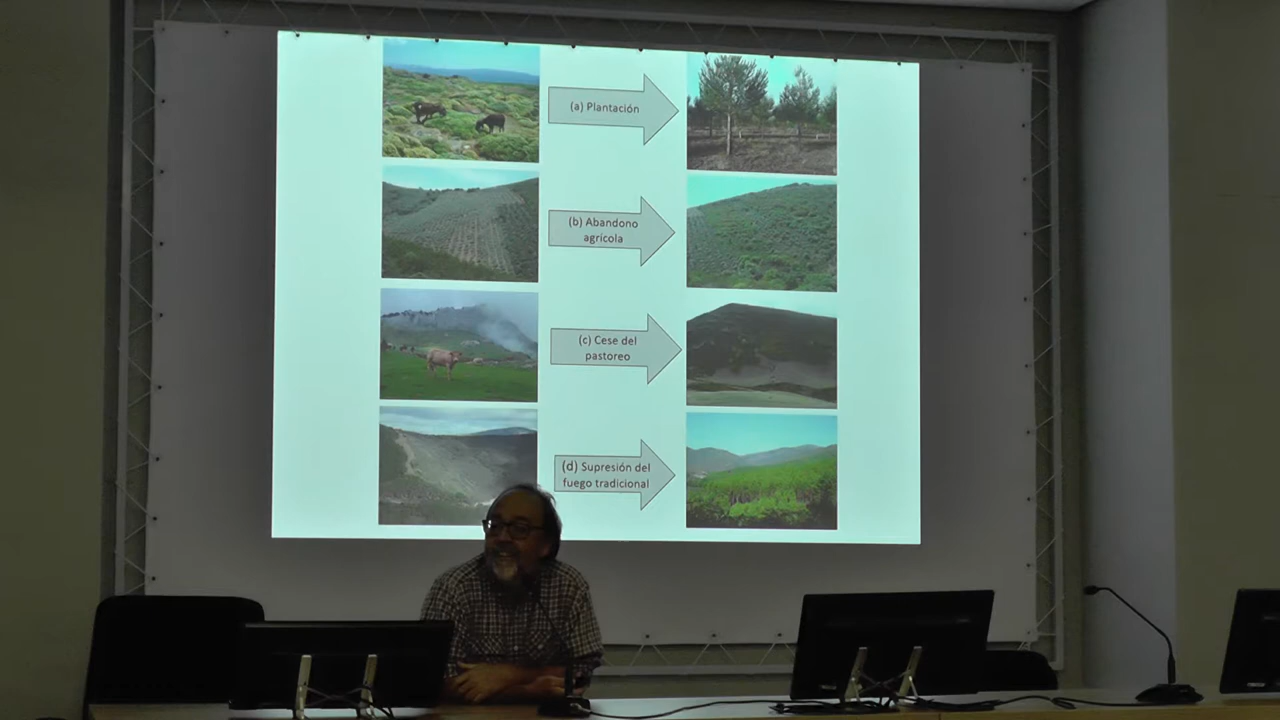 (a) Plantación
(b) Abandono
agrícola
(c) Cese del
pastoreo
(d) Supresión del
fuego tradicional